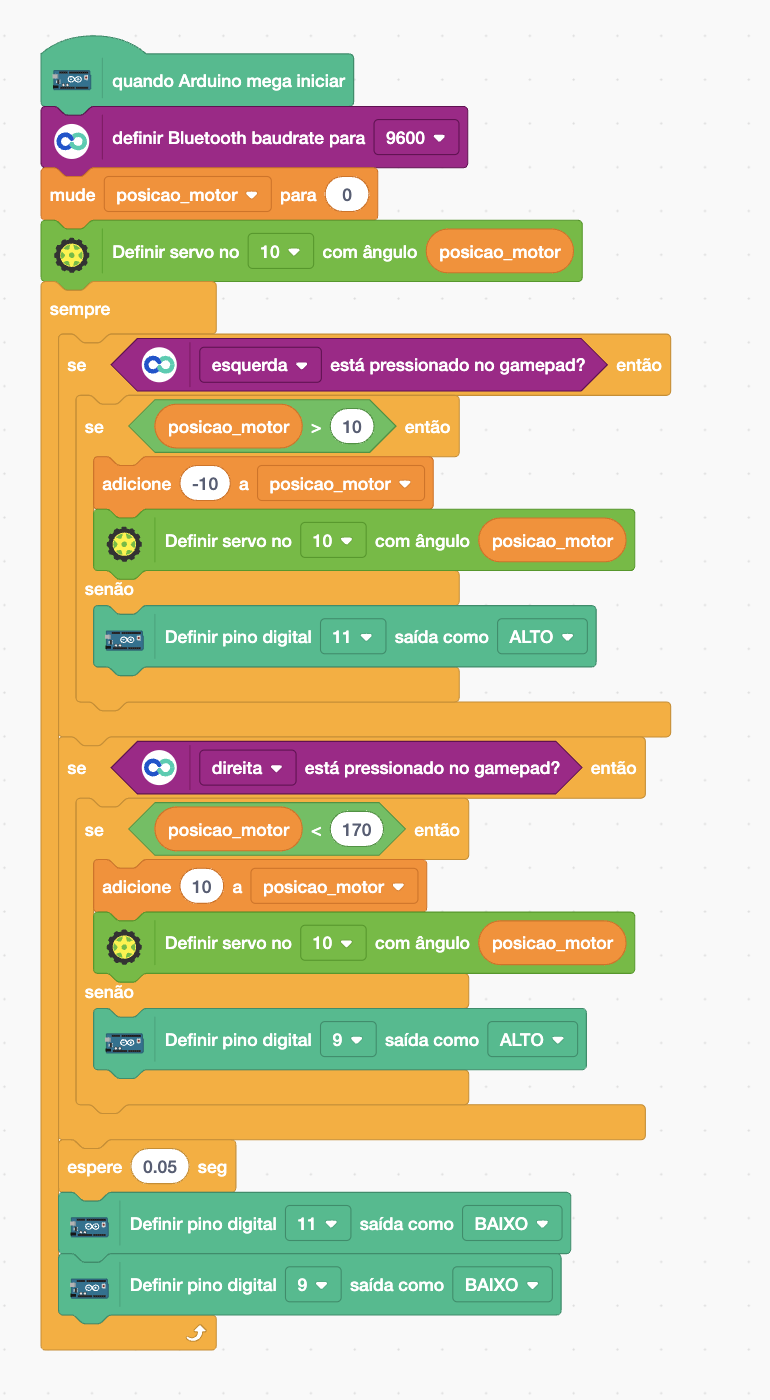 quando Arduino mega iniciar
definir Bluetooth baudrate para 9600
mude posicao_motor para 0
Definir servo no 10 com ângulo posicao_motor
sempre
se esquerda está pressionado no gamepad? então
se posicao_motor > 10 então
adicione -10 a posicao_motor
Definir servo no 10 com ângulo posicao_motor
senão
Definir pino digital 11 saída como ALTO
se direita está pressionado no gamepad? então
se posicao_motor < 170 então
adicione 10 a posicao_motor
Definir servo no 10 com ângulo posicao_motor
senão
Definir pino digital 9 saída como ALTO
espere 0.05 seg
Definir pino digital 11 saída como BAIXO
Definir pino digital 9 saída como BAIXO